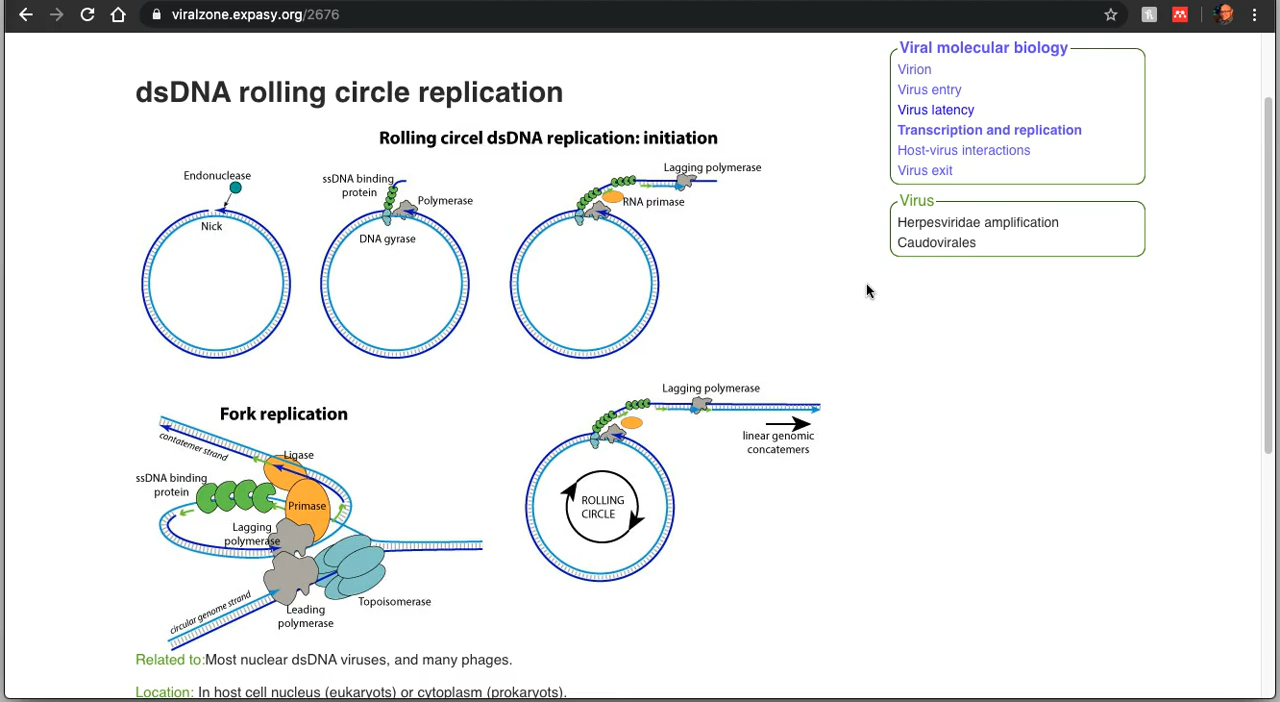 viralzone.expasy.org/2676
dsDNA rolling circle replication
Rolling circel dsDNA replication: initiation
Endonuclease
Nick
ssDNA binding
protein
Polymerase
DNA gyrase
Lagging polymerase
RNA primase
Fork replication
contatemer strand
Ligase
ssDNA binding
protein
Primase
Lagging
polymerase
Topoisomerase
Leading
polymerase
circular genome strand
Lagging polymerase
linear genomic
concatemers
ROLLING
CIRCLE
Related to:Most nuclear dsDNA viruses, and many phages.
Location: In host cell nucleus (eukaryots) or cytoplasm (prokaryots).
Viral molecular biology
Virion
Virus entry
Virus latency
Transcription and replication
Host-virus interactions
Virus exit
Virus
Herpesviridae amplification
Caudovirales